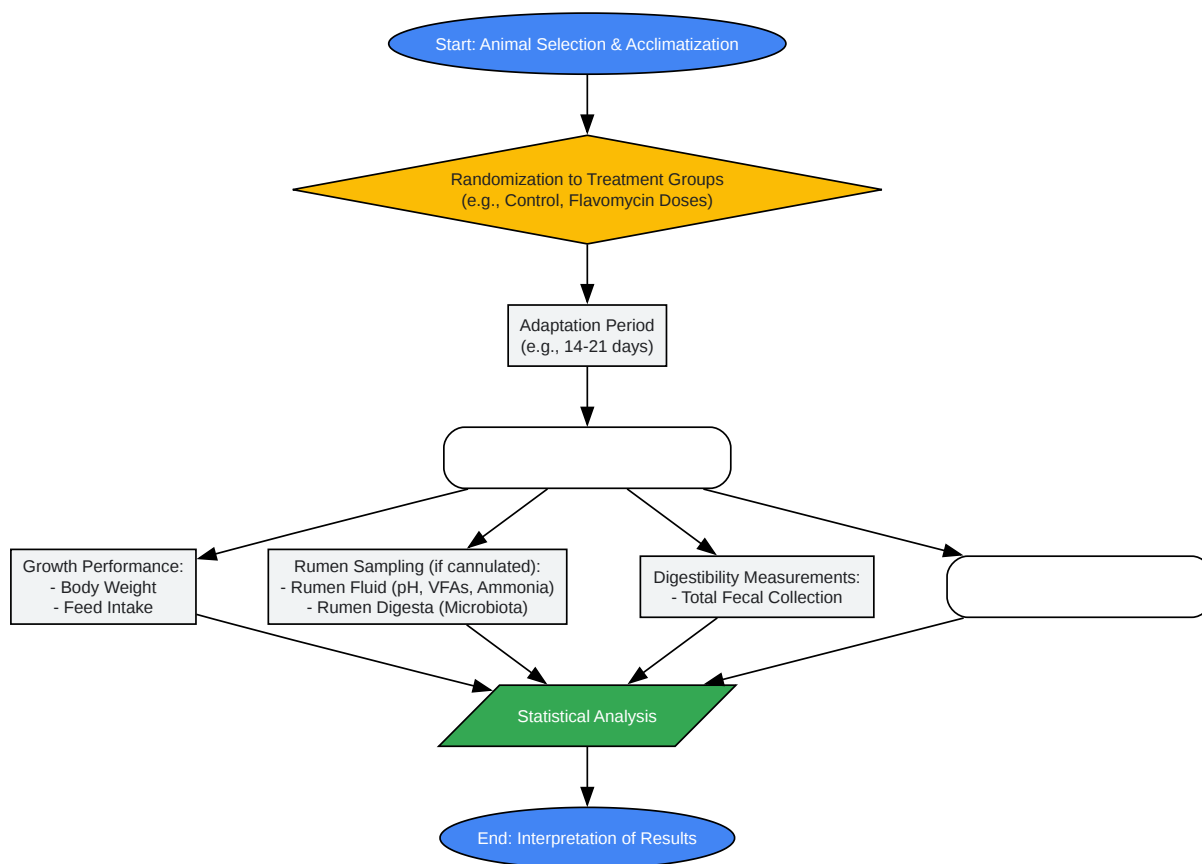 Start: Animal Selection & Acclimatization
Randomization to Treatment Groups
(e.g., Control, Flavomycin Doses)
Adaptation Period
(e.g., 14-21 days)
Growth Performance:
- Body Weight
- Feed Intake
Rumen Sampling (if cannulated):
- Rumen Fluid (pH, VFAs, Ammonia)
- Rumen Digesta (Microbiota)
Digestibility Measurements:
- Total Fecal Collection
Statistical Analysis
End: Interpretation of Results